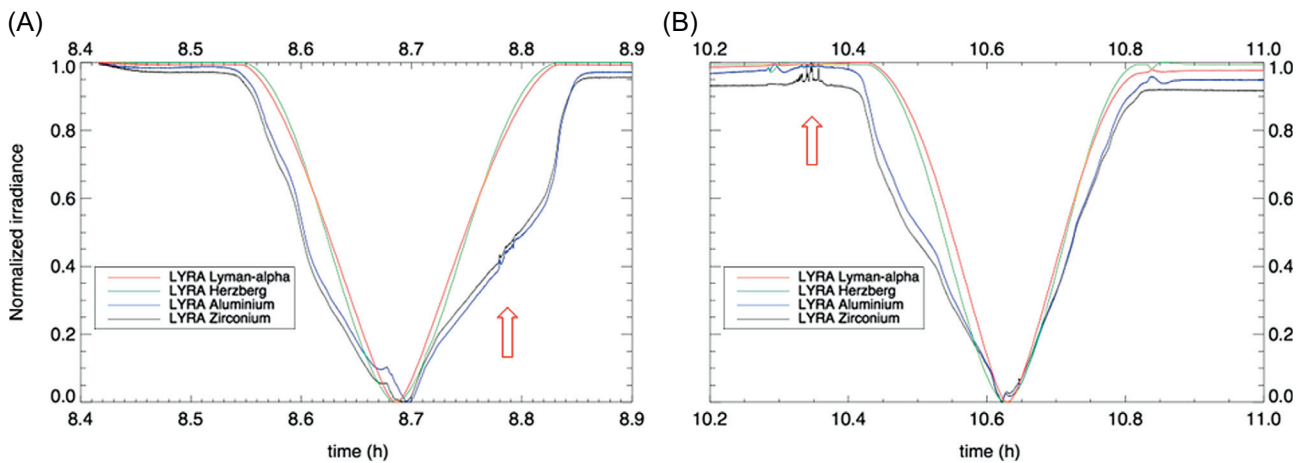 (A)
8.4 8.5 8.6 8.7 8.8 8.9
1.0
0.8
0.6
0.4
0.2
0.0
Normalized irradiance
LYRA Lyman-alpha
LYRA Herzberg
LYRA Aluminium
LYRA Zirconium
8.4 8.5 8.6 8.7 8.8 8.9
time (h)
(B)
10.2 10.4 10.6 10.8 11.0
1.0
0.8
0.6
0.4
0.2
0.0
LYRA Lyman-alpha
LYRA Herzberg
LYRA Aluminium
LYRA Zirconium
10.2 10.4 10.6 10.8 11.0
time (h)